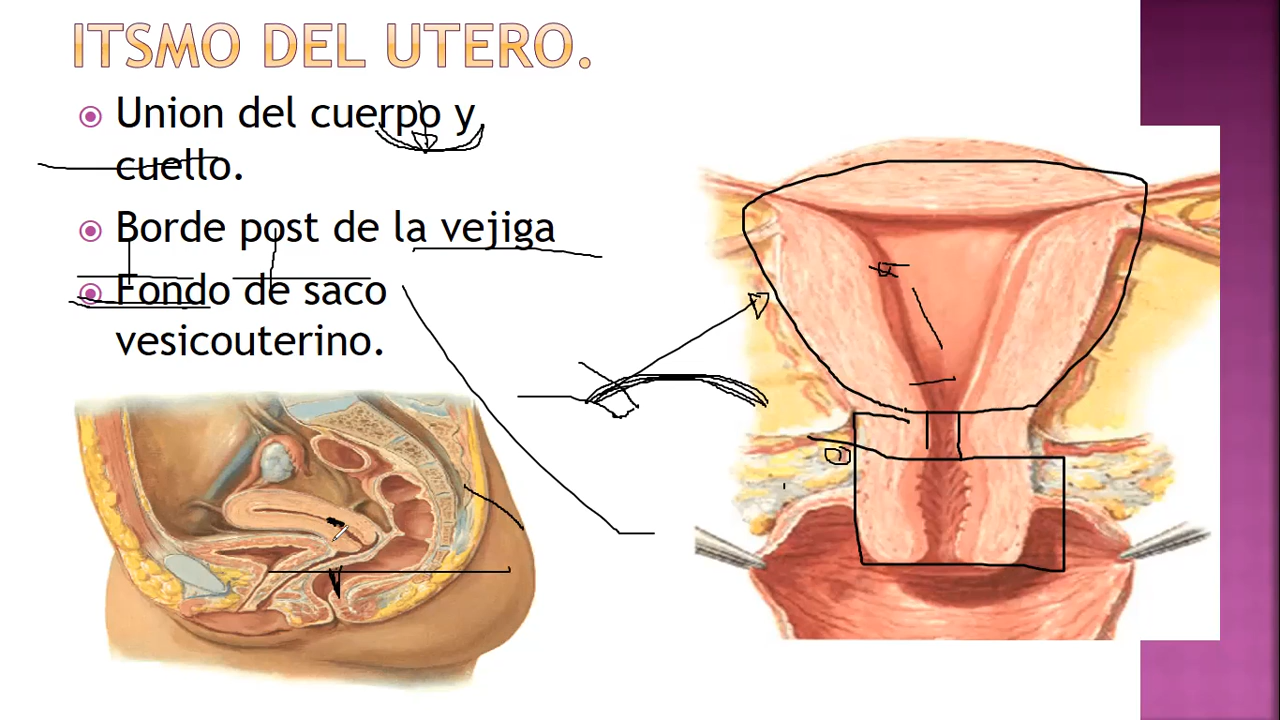 ITSMO DEL UTERO.
Union del cuerpo y
cuello.
Borde post de la vejiga
Fondo de saco
vesicouterino.